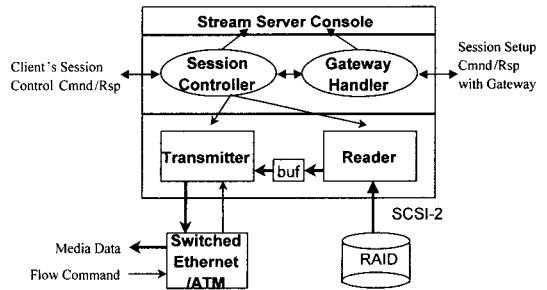 Stream Server Console
Client's Session
Control Cmnd/Rsp
Session
Controller
Gateway
Handler
Session Setup
Cmnd/Rsp
with Gateway
Transmitter
buf
Reader
SCSI-2
Media Data
Flow Command
Switched
Ethernet
/ATM
RAID